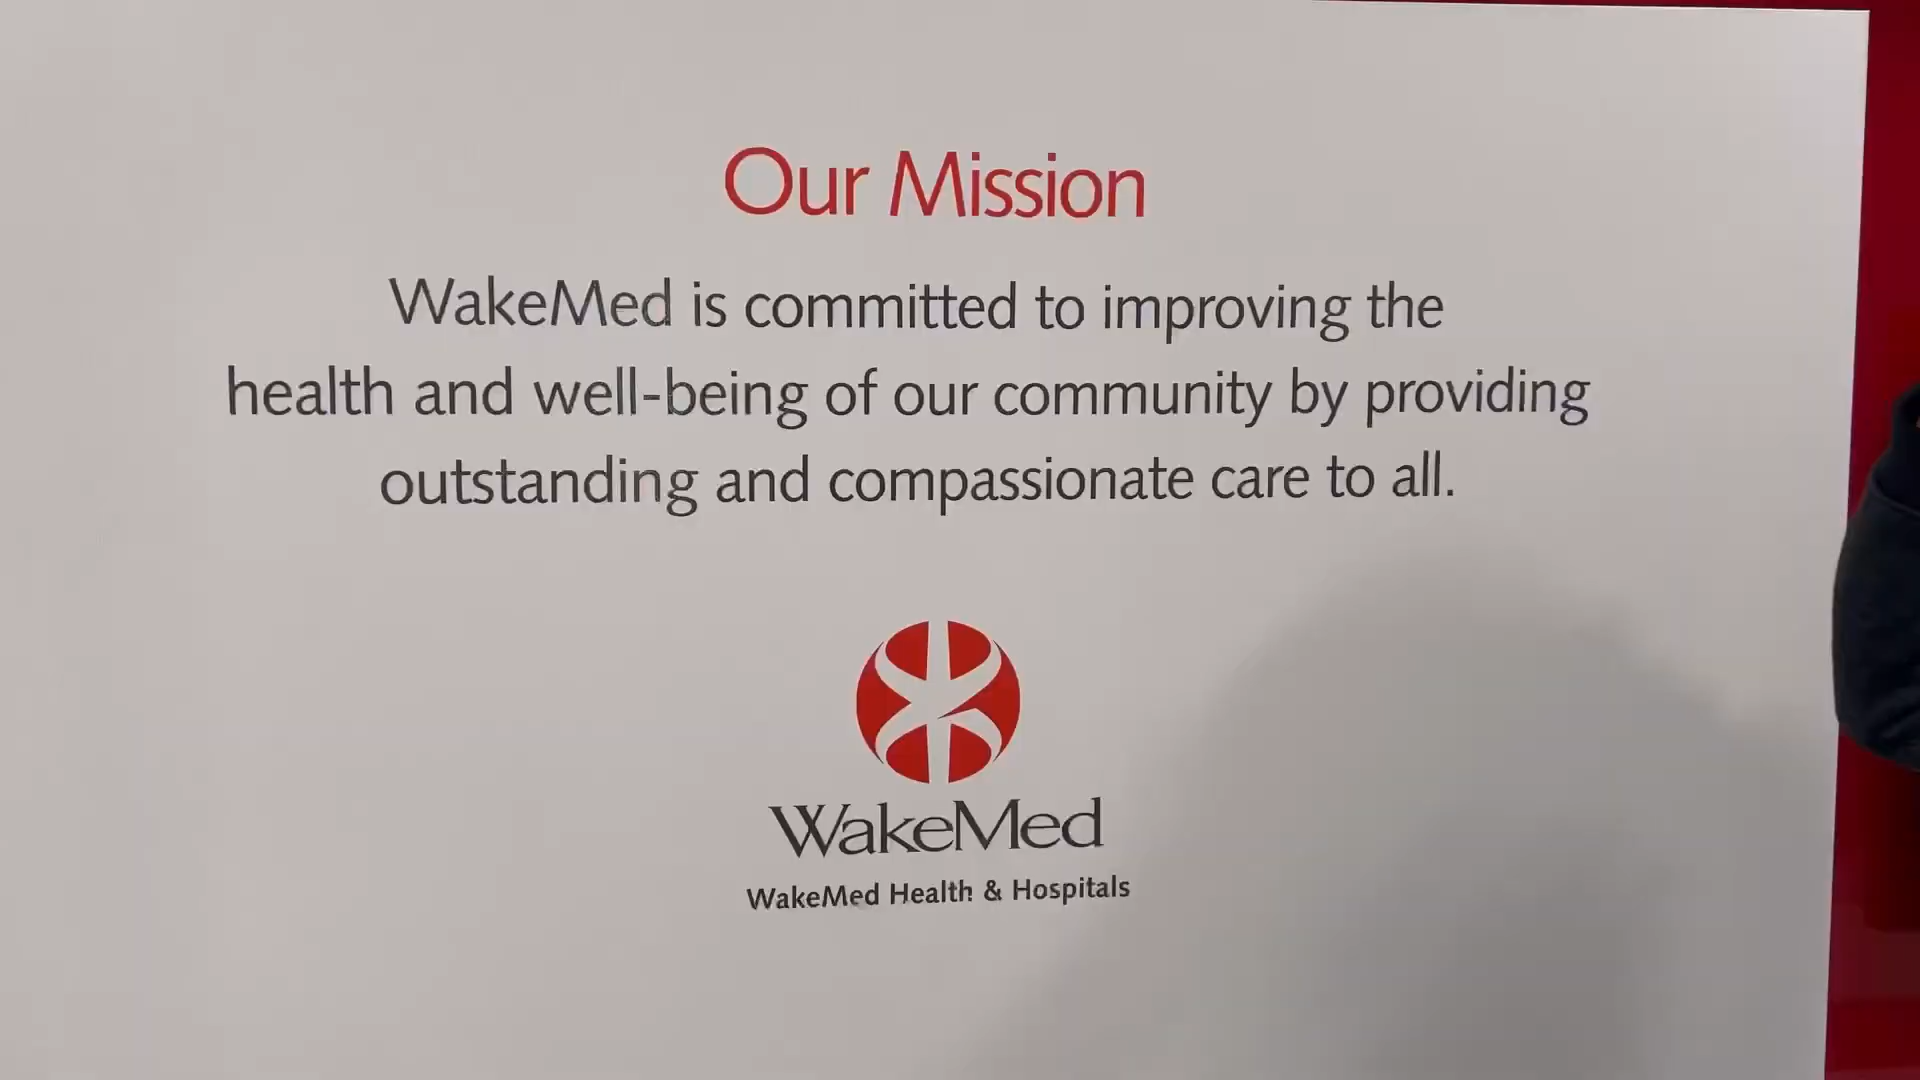 Our Mission
WakeMed is committed to improving the
health and well-being of our community by providing
outstanding and compassionate care to all.
WakeMed
WakeMed Health & Hospitals